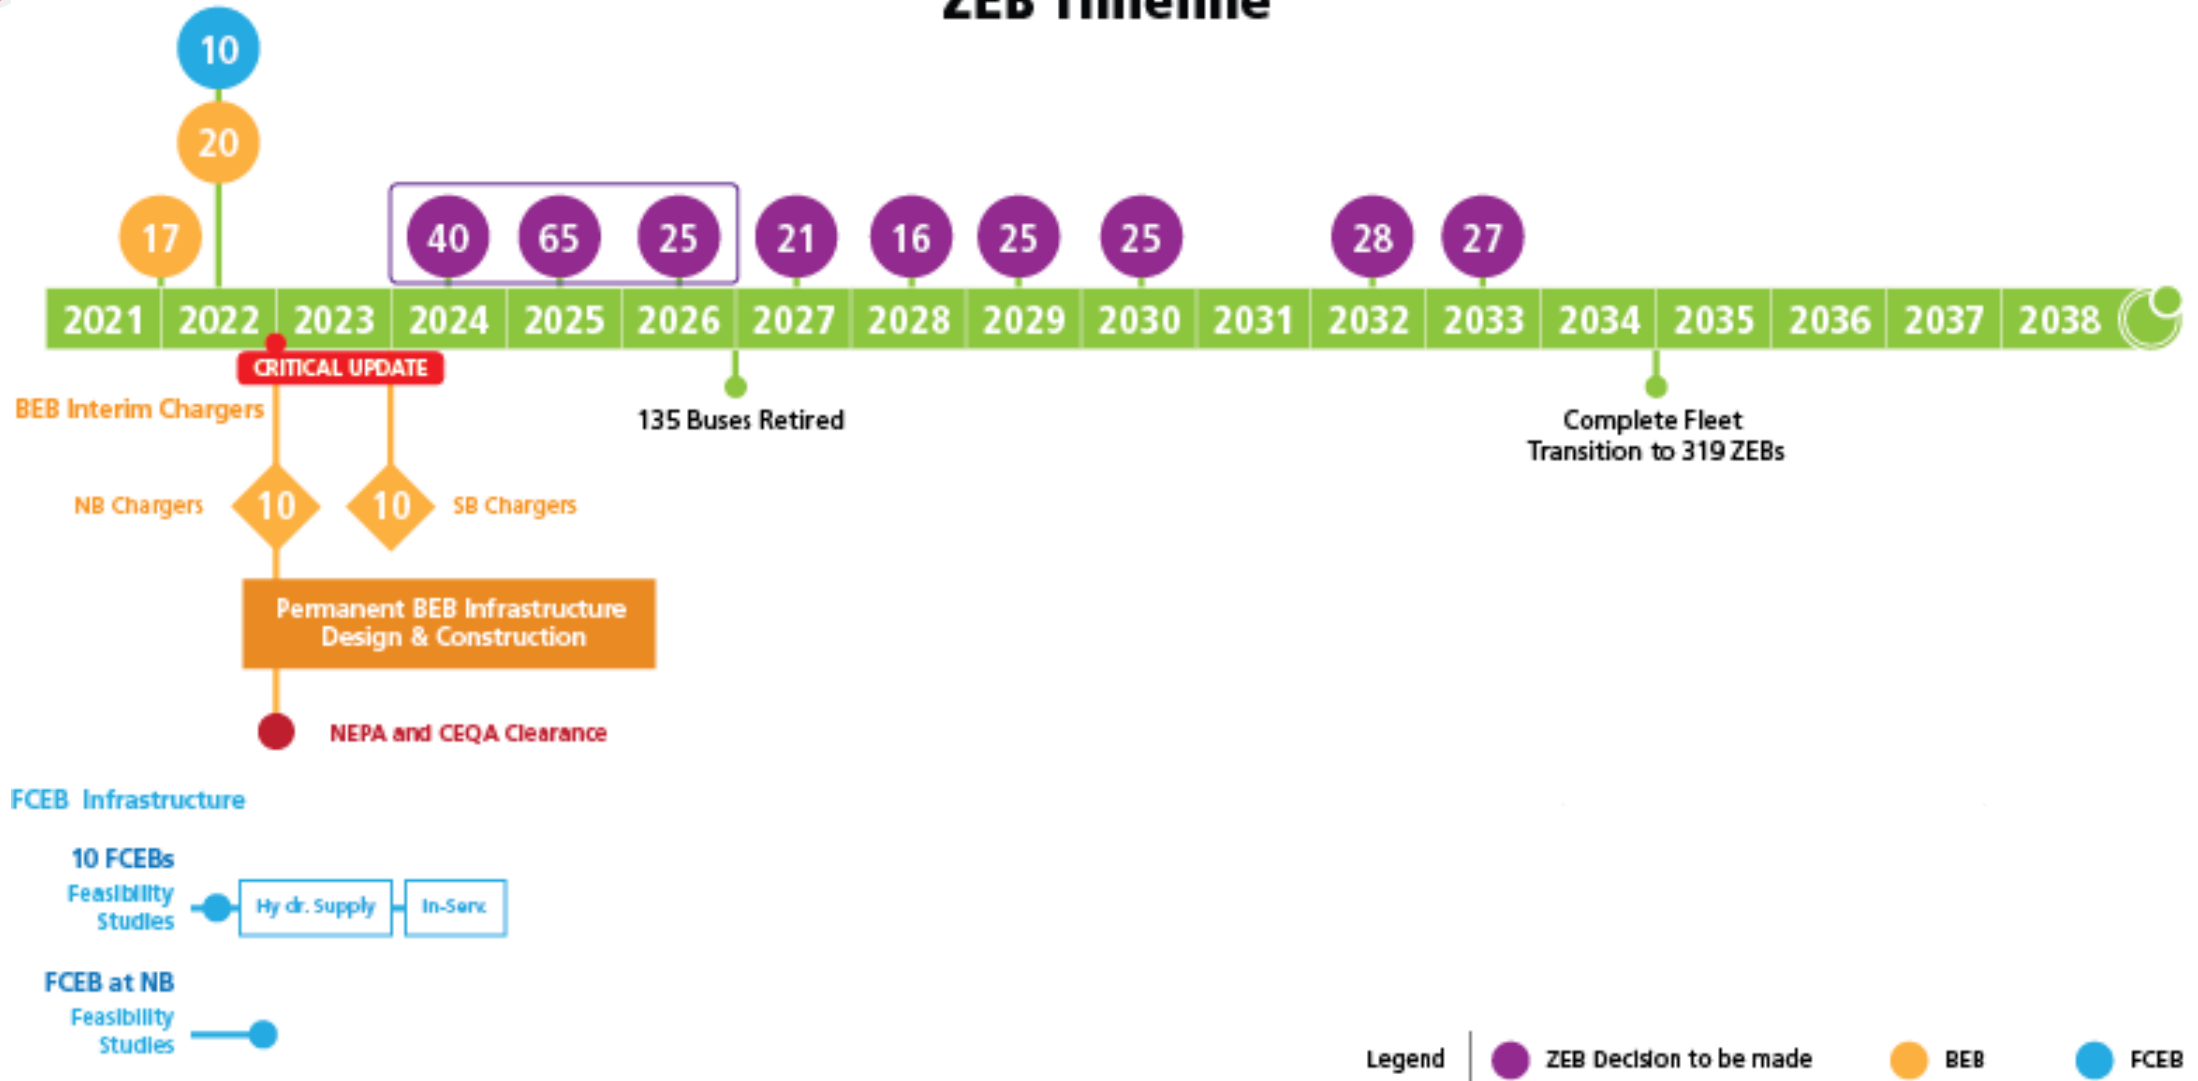 ZEB Timeline
10
20
17
40 65 25 21 16 25 25 28 27
2021 2022 2023 2024 2025 2026 2027 2028 2029 2030 2031 2032 2033 2034 2035 2036 2037 2038
CRITICAL UPDATE
BEB Interim Chargers
135 Buses Retired
Complete Fleet
Transition to 319 ZEBs
NB Chargers 10 10 SB Chargers
Permanent BEB Infrastructure
Design & Construction
NEPA and CEQA Clearance
FCEB Infrastructure
10 FCEBs
Feasibility
Studies
Hy dr. Supply
In-Serv.
FCEB at NB
Feasibility
Studies
Legend ZEB Decision to be made BEB FCEB